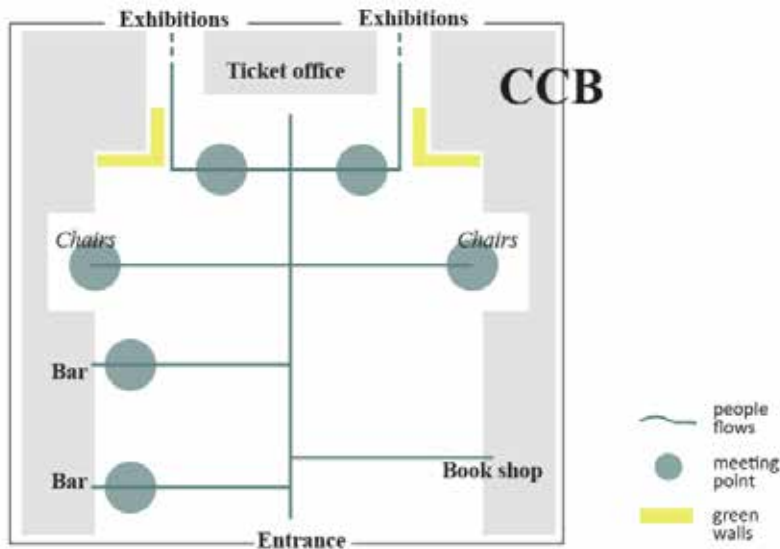 Exhibitions
Exhibitions
Ticket office
CCB
Chairs
Chairs
Bar
Book shop
Bar
Entrance
people
flows
meeting
point
green
walls